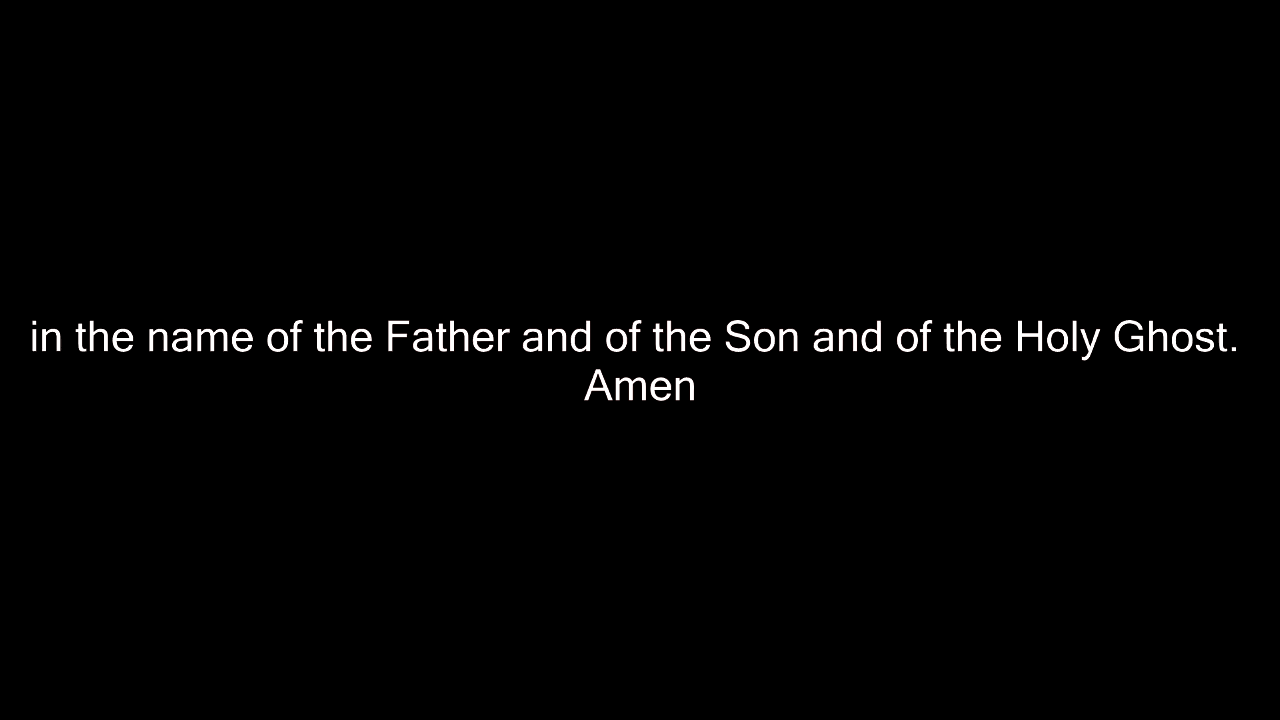 in the name of the Father and of the Son and of the Holy Ghost.
Amen